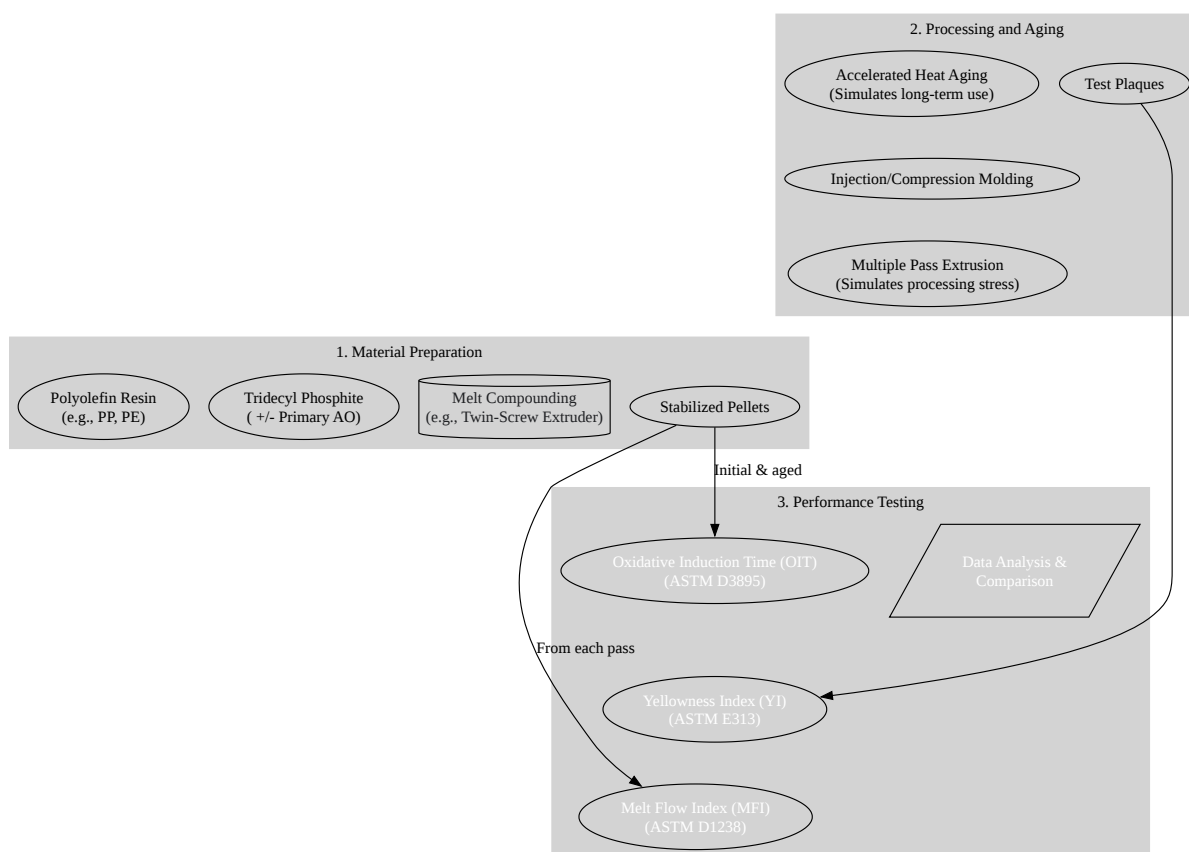 2. Processing and Aging
Accelerated Heat Aging
(Simulates long-term use)
Test Plaques
Injection/Compression Molding
Multiple Pass Extrusion
(Simulates processing stress)
1. Material Preparation
Polyolefin Resin
(e.g., PP, PE)
Tridecyl Phosphite
( +/- Primary AO)
Melt Compounding
(e.g., Twin-Screw Extruder)
Stabilized Pellets
Initial & aged
3. Performance Testing
Oxidative Induction Time (OIT)
(ASTM D3895)
Data Analysis &
Comparison
From each pass
Yellowness Index (YI)
(ASTM E313)
Melt Flow Index (MFI)
(ASTM D1238)